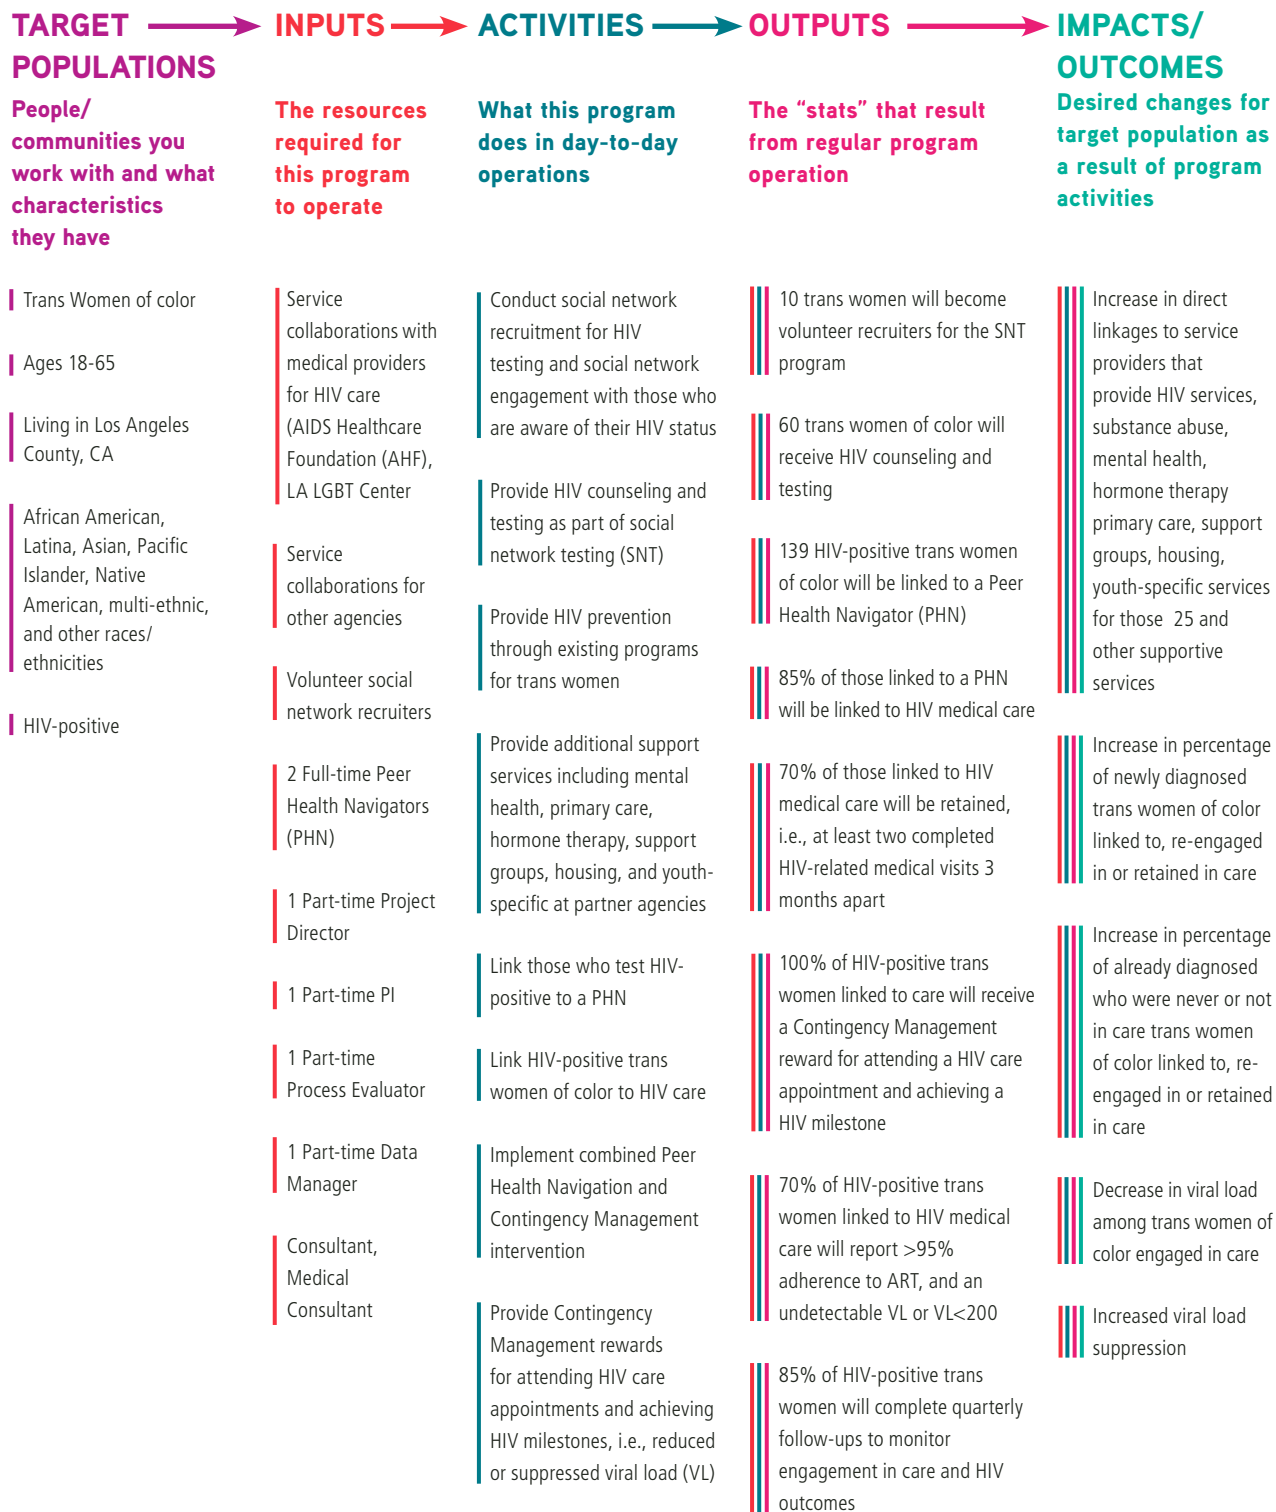 TARGET
POPULATIONS
People/
communities you
work with and what
characteristics
they have
Trans Women of color
Ages 18-65
Living in Los Angeles
County, CA
African American,
Latina, Asian, Pacific
Islander, Native
American, multi-ethnic,
and other races/
ethnicities
HIV-positive
INPUTS
The resources
required for
this program
to operate
Service
collaborations with
medical providers
for HIV care
(AIDS Healthcare
Foundation (AHF),
LA LGBT Center
Service
collaborations for
other agencies
Volunteer social
network recruiters
2 Full-time Peer
Health Navigators
(PHN)
1 Part-time Project
Director
1 Part-time PI
1 Part-time
Process Evaluator
1 Part-time Data
Manager
Consultant,
Medical
Consultant
ACTIVITIES
What this program
does in day-to-day
operations
Conduct social network
recruitment for HIV
testing and social network
engagement with those who
are aware of their HIV status
Provide HIV counseling and
testing as part of social
network testing (SNT)
Provide HIV prevention
through existing programs
for trans women
Provide additional support
services including mental
health, primary care,
hormone therapy, support
groups, housing, and youth-
specific at partner agencies
Link those who test HIV-
positive to a PHN
Link HIV-positive trans
women of color to HIV care
Implement combined Peer
Health Navigation and
Contingency Management
intervention
Provide Contingency
Management rewards
for attending HIV care
appointments and achieving
HIV milestones, i.e., reduced
or suppressed viral load (VL)
OUTPUTS
The “stats” that result
from regular program
operation
10 trans women will become
volunteer recruiters for the SNT
program
60 trans women of color will
receive HIV counseling and
testing
139 HIV-positive trans women
of color will be linked to a Peer
Health Navigator (PHN)
85% of those linked to a PHN
will be linked to HIV medical care
70% of those linked to HIV
medical care will be retained,
i.e., at least two completed
HIV-related medical visits 3
months apart
100% of HIV-positive trans
women linked to care will receive
a Contingency Management
reward for attending a HIV care
appointment and achieving a
HIV milestone
70% of HIV-positive trans
women linked to HIV medical
care will report >95%
adherence to ART, and an
undetectable VL or VL<200
85% of HIV-positive trans
women will complete quarterly
follow-ups to monitor
engagement in care and HIV
outcomes
IMPACTS/
OUTCOMES
Desired changes for
target population as
a result of program
activities
Increase in direct
linkages to service
providers that
provide HIV services,
substance abuse,
mental health,
hormone therapy
primary care, support
groups, housing,
youth-specific services
for those 25 and
other supportive
services
Increase in percentage
of newly diagnosed
trans women of color
linked to, re-engaged
in or retained in care
Increase in percentage
of already diagnosed
who were never or not
in care trans women
of color linked to, re-
engaged in or retained
in care
Decrease in viral load
among trans women of
color engaged in care
Increased viral load
suppression